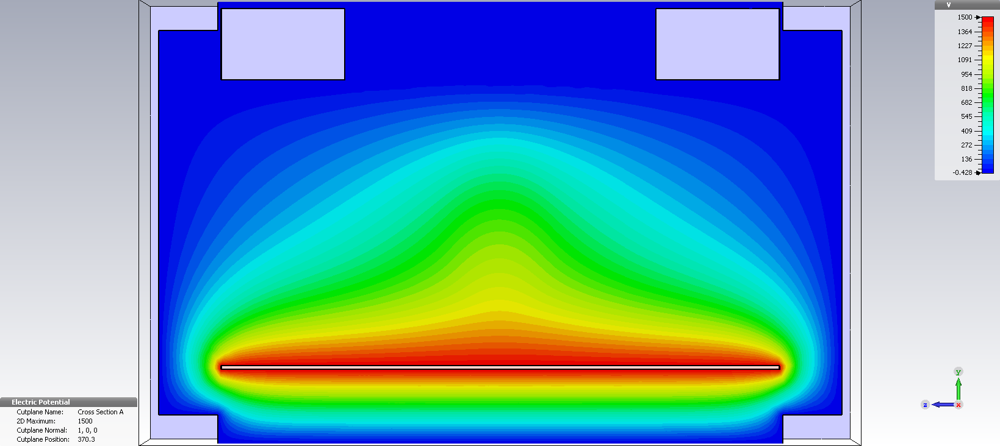 V
1500
1364
1227
1091
954
818
682
545
409
272
136
-0.428
Electric Potential
Cutplane Name: Cross Section A
2D Maximum: 1500
Cutplane Normal: 1, 0, 0
Cutplane Position: 370.3
y
z
x